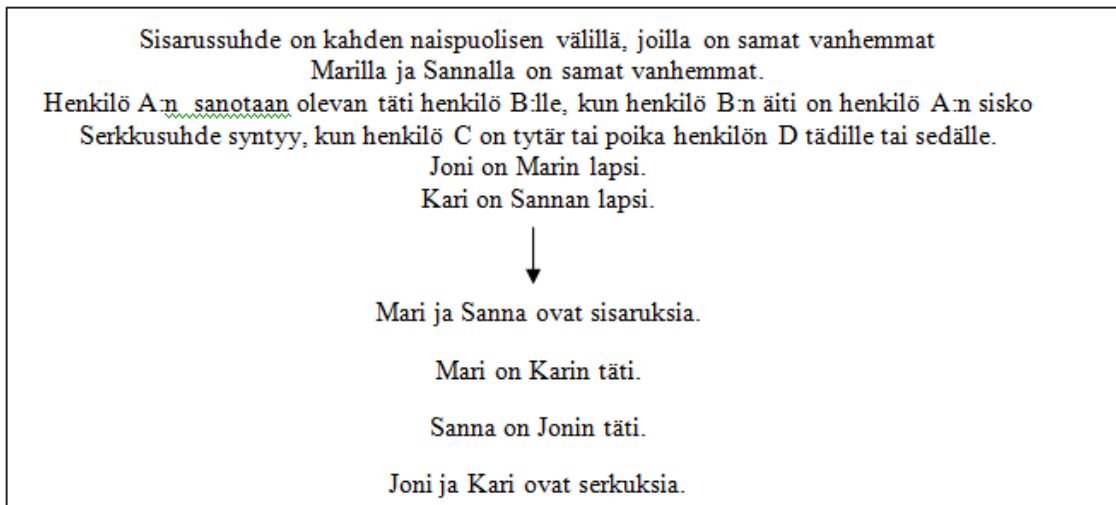 Sisarussuhde on kahden naispuolisen välillä, joilla on samat vanhemmat
Marilla ja Sannalla on samat vanhemmat.
Henkilö A:n sanotaan olevan täti henkilö B:lle, kun henkilö B:n äiti on henkilö A:n sisko
Serkkusuhde syntyy, kun henkilö C on tytär tai poika henkilön D tädille tai sedälle.
Joni on Marin lapsi.
Kari on Sannan lapsi.
Mari ja Sanna ovat sisaruksia.
Mari on Karin täti.
Sanna on Jonin täti.
Joni ja Kari ovat serkuksia.